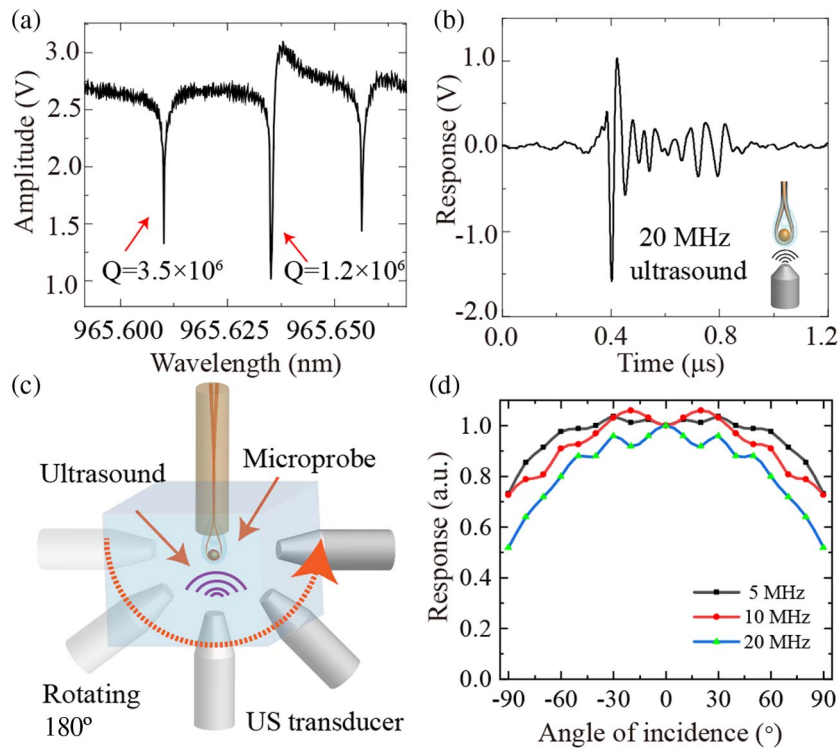 (a)
3.0
2.5
2.0
1.5
1.0
Amplitude (V)
Q=3.5×10⁶
Q=1.2×10⁶
965.600
965.625
965.650
Wavelength (nm)
(b)
1.0
0.0
-1.0
-2.0
Response (V)
20 MHz
ultrasound
0.0
0.4
0.8
1.2
Time (μs)
(c)
Ultrasound
Microprobe
Rotating
180º
US transducer
(d)
1.0
0.8
0.6
0.4
0.2
0.0
Response (a.u.)
5 MHz
10 MHz
20 MHz
-90
-60
-30
0
30
60
90
Angle of incidence (°)